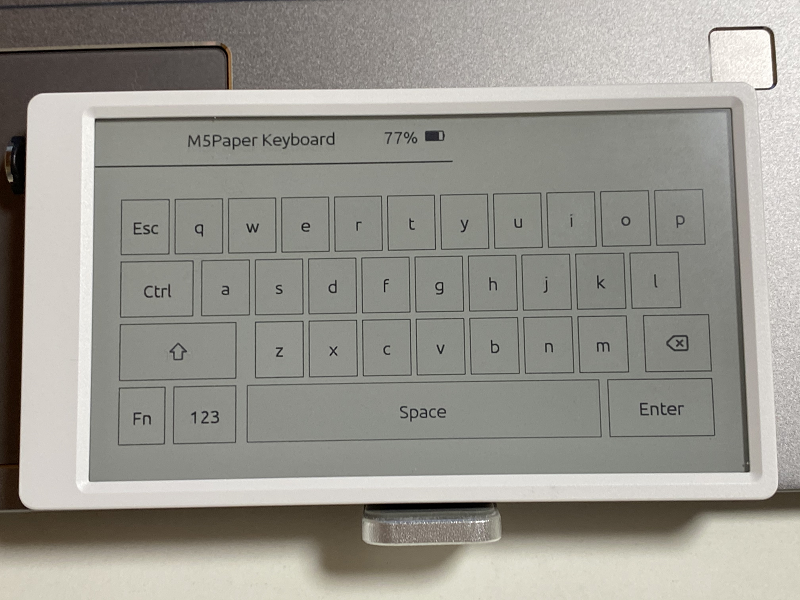 M5Paper Keyboard 77%
Esc q w e r t y u i o p
Ctrl a s d f g h j k l
z x c v b n m
Fn 123 Space Enter